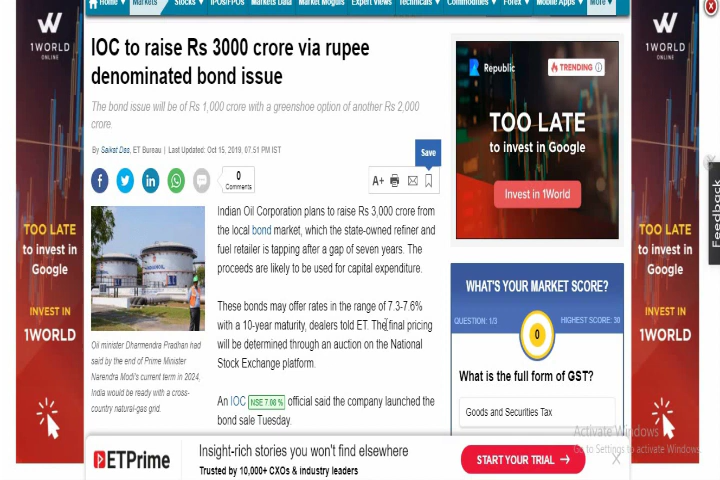 Home ▾ Markets Stocks ▾ IPOs/FPOs Markets Data Market Moguls Expert Views Technicals ▾ Commodities ▾ Forex ▾ Mobile Apps ▾ More ▾
1WORLD
ONLINE
TOO LATE
to invest in
Google
INVEST IN
1WORLD
IOC to raise Rs 3000 crore via rupee
denominated bond issue
The bond issue will be of Rs 1,000 crore with a greenshoe option of another Rs 2,000
crore.
By Saikat Das, ET Bureau | Last Updated: Oct 15, 2019, 07.51 PM IST
Save
0
Comments
A+
Indian Oil Corporation plans to raise Rs 3,000 crore from
the local bond market, which the state-owned refiner and
fuel retailer is tapping after a gap of seven years. The
proceeds are likely to be used for capital expenditure.
These bonds may offer rates in the range of 7.3-7.6%
with a 10-year maturity, dealers told ET. The final pricing
will be determined through an auction on the National
Stock Exchange platform.
An IOC NSE 7.00 % official said the company launched the
bond sale Tuesday.
Oil minister Dharmendra Pradhan had
said by the end of Prime Minister
Narendra Modi's current term in 2024,
India would be ready with a cross-
country natural-gas grid.
Republic
TRENDING
TOO LATE
to invest in Google
Invest in 1World
WHAT'S YOUR MARKET SCORE?
QUESTION: 1/3
0
HIGHEST SCORE: 30
What is the full form of GST?
Goods and Securities Tax
1WORLD
ONLINE
TOO LATE
to invest in
Google
INVEST IN
1WORLD
Feedback
Activate Windows
Go to Settings to activate Windows.
ETPrime
Insight-rich stories you won't find elsewhere
Trusted by 10,000+ CXOs & industry leaders
START YOUR TRIAL →